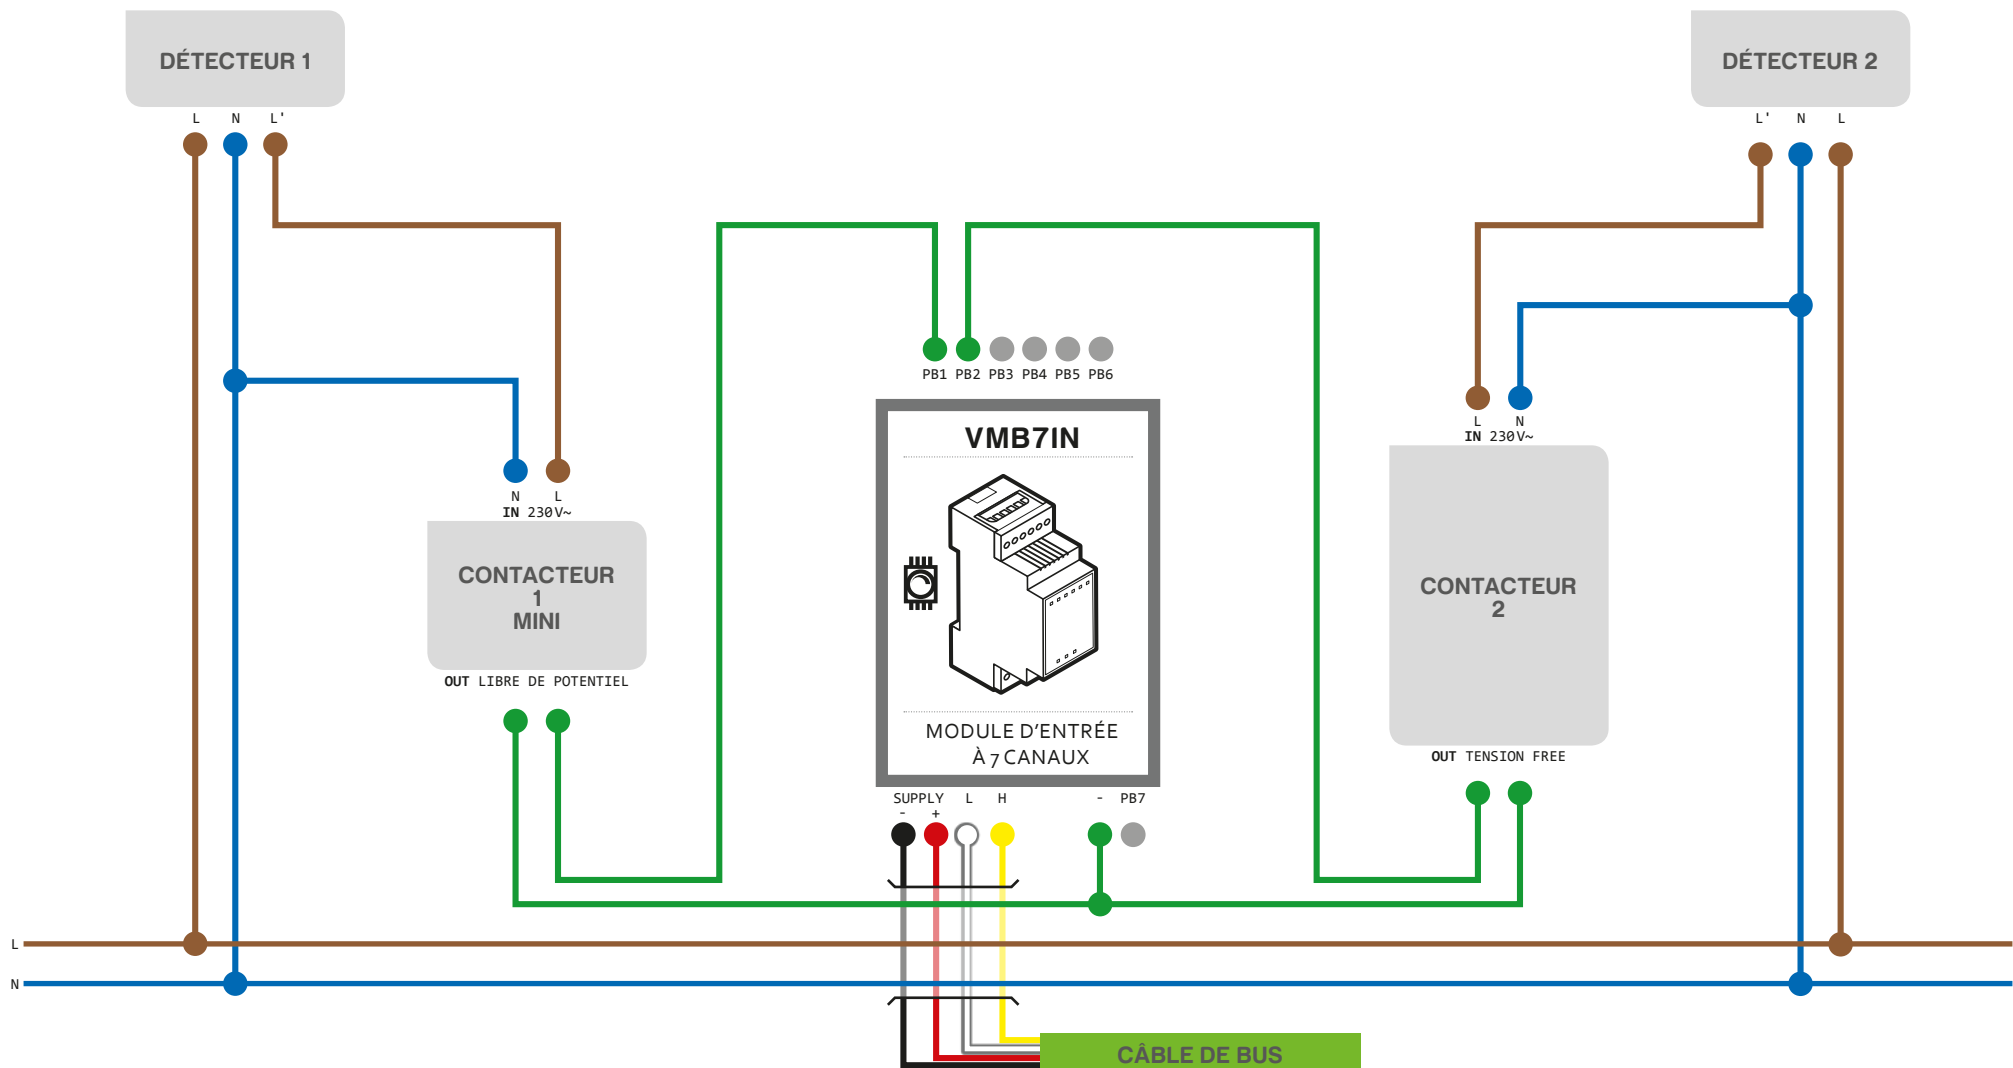 DÉTECTEUR 1
L N L'
DÉTECTEUR 2
L' N L
PB1 PB2 PB3 PB4 PB5 PB6
VMB7IN
MODULE D'ENTRÉE
À 7 CANAUX
SUPPLY L H - PB7
- +
N L
IN 230V~
CONTACTEUR
1
MINI
OUT LIBRE DE POTENTIEL
L N
IN 230V~
CONTACTEUR
2
OUT TENSION FREE
L
N
CÂBLE DE BUS